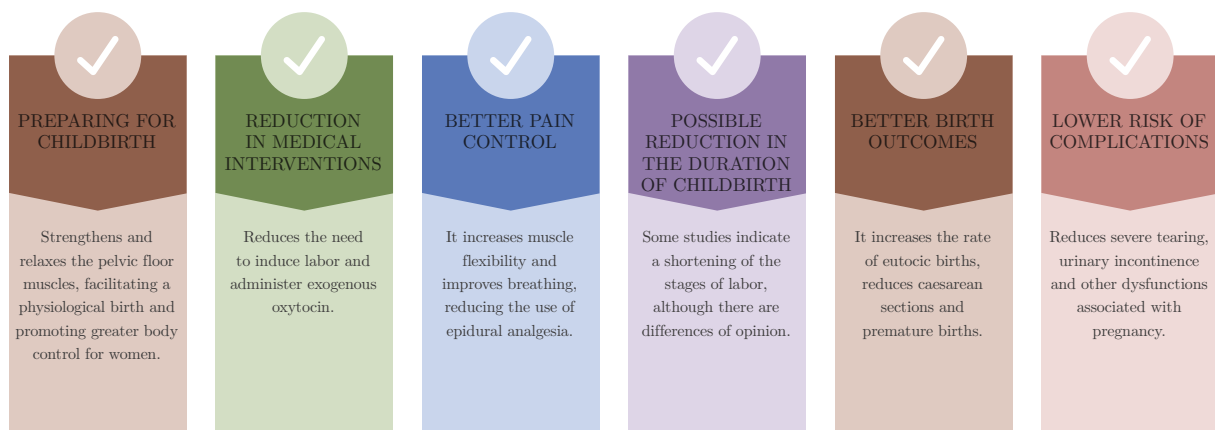 PREPARING FOR
CHILDBIRTH
Strengthens and
relaxes the pelvic floor
muscles, facilitating a
physiological birth and
promoting greater body
control for women.
REDUCTION
IN MEDICAL
INTERVENTIONS
Reduces the need
to induce labor and
administer exogenous
oxytocin.
BETTER PAIN
CONTROL
It increases muscle
flexibility and
improves breathing,
reducing the use of
epidural analgesia.
POSSIBLE
REDUCTION IN
THE DURATION
OF CHILDBIRTH
Some studies indicate
a shortening of the
stages of labor,
although there are
differences of opinion.
BETTER BIRTH
OUTCOMES
It increases the rate
of eutocic births,
reduces caesarean
sections and
premature births.
LOWER RISK OF
COMPLICATIONS
Reduces severe tearing,
urinary incontinence
and other dysfunctions
associated with
pregnancy.